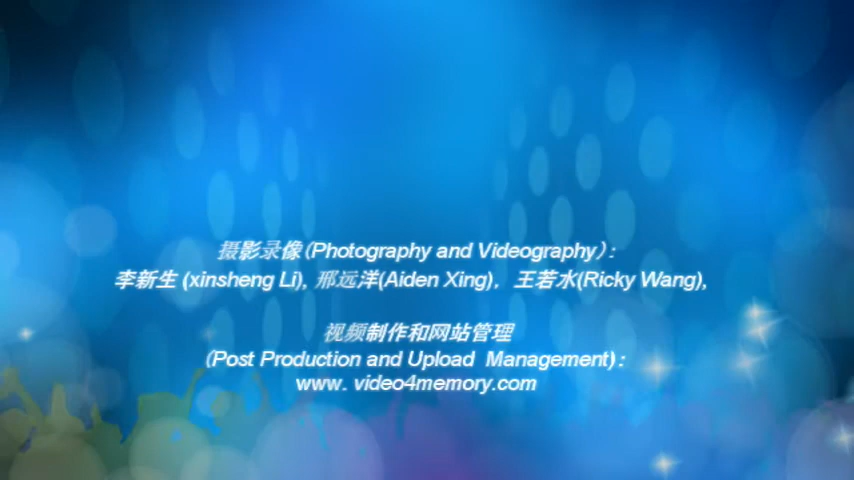 摄影录像(Photography and Videography):
李新生 (xinsheng Li), 邢远洋(Aiden Xing), 王若水(Ricky Wang),
视频制作和网站管理
(Post Production and Upload Management):
www. video4memory.com